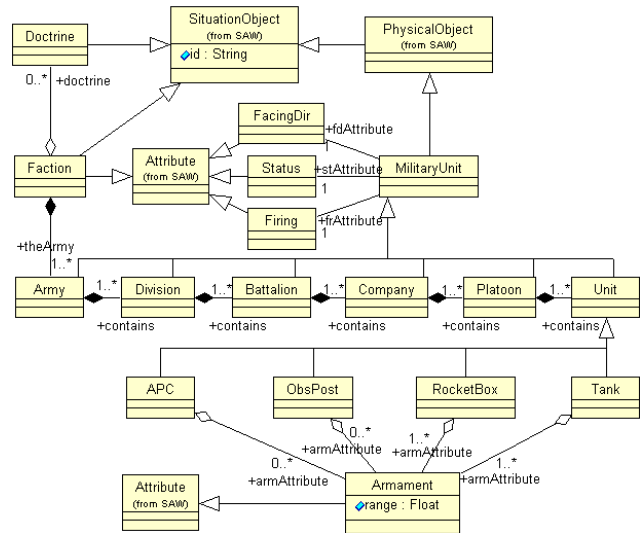 SituationObject
(from SAW)
id : String
Doctrine
PhysicalObject
(from SAW)
0..*
+doctrine
FacingDir
+fdAttribute
1
Faction
Attribute
(from SAW)
Status
+stAttribute
1
MilitaryUnit
Firing
+frAttribute
1
+theArmy
1..*
Army
1..*
Division
1..*
Battalion
1..*
Company
1..*
Platoon
1..*
Unit
+contains
+contains
+contains
+contains
+contains
APC
ObsPost
RocketBox
Tank
0..*
+armAttribute
0..*
+armAttribute
1..*
+armAttribute
1..*
+armAttribute
Attribute
(from SAW)
Armament
range : Float